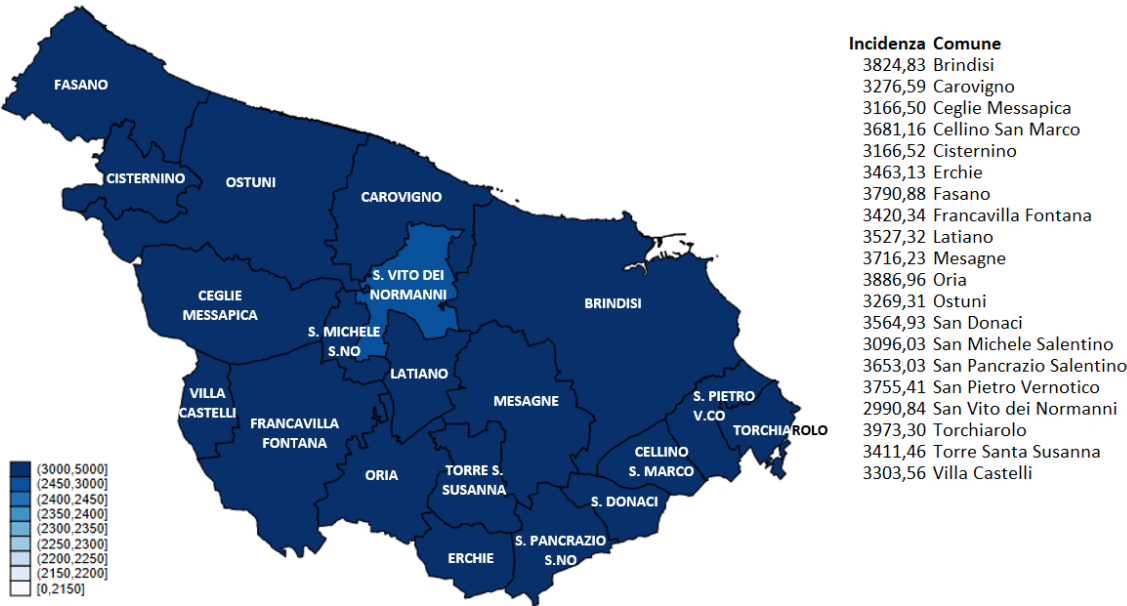 FASANO
CISTERNINO
OSTUNI
CAROVIGNO
S. VITO DEI
NORMANNI
CEGLIE
MESSAPICA
BRINDISI
S. MICHELE
S.NO
LATIANO
VILLA
CASTELLI
FRANCAVILLA
FONTANA
MESAGNE
S. PIETRO
V.CO
TORCHIAROLO
CELLINO
S. MARCO
ORIA
TORRE S.
SUSANNA
S. DONACI
S. PANCRAZIO
S.NO
ERCHIE
(3000,5000]
(2450,3000]
(2400,2450]
(2350,2400]
(2300,2350]
(2250,2300]
(2200,2250]
(2150,2200]
[0,2150]
Incidenza Comune
3824,83 Brindisi
3276,59 Carovigno
3166,50 Ceglie Messapica
3681,16 Cellino San Marco
3166,52 Cisternino
3463,13 Erchie
3790,88 Fasano
3420,34 Francavilla Fontana
3527,32 Latiano
3716,23 Mesagne
3886,96 Oria
3269,31 Ostuni
3564,93 San Donaci
3096,03 San Michele Salentino
3653,03 San Pancrazio Salentino
3755,41 San Pietro Vernotico
2990,84 San Vito dei Normanni
3973,30 Torchiarolo
3411,46 Torre Santa Susanna
3303,56 Villa Castelli